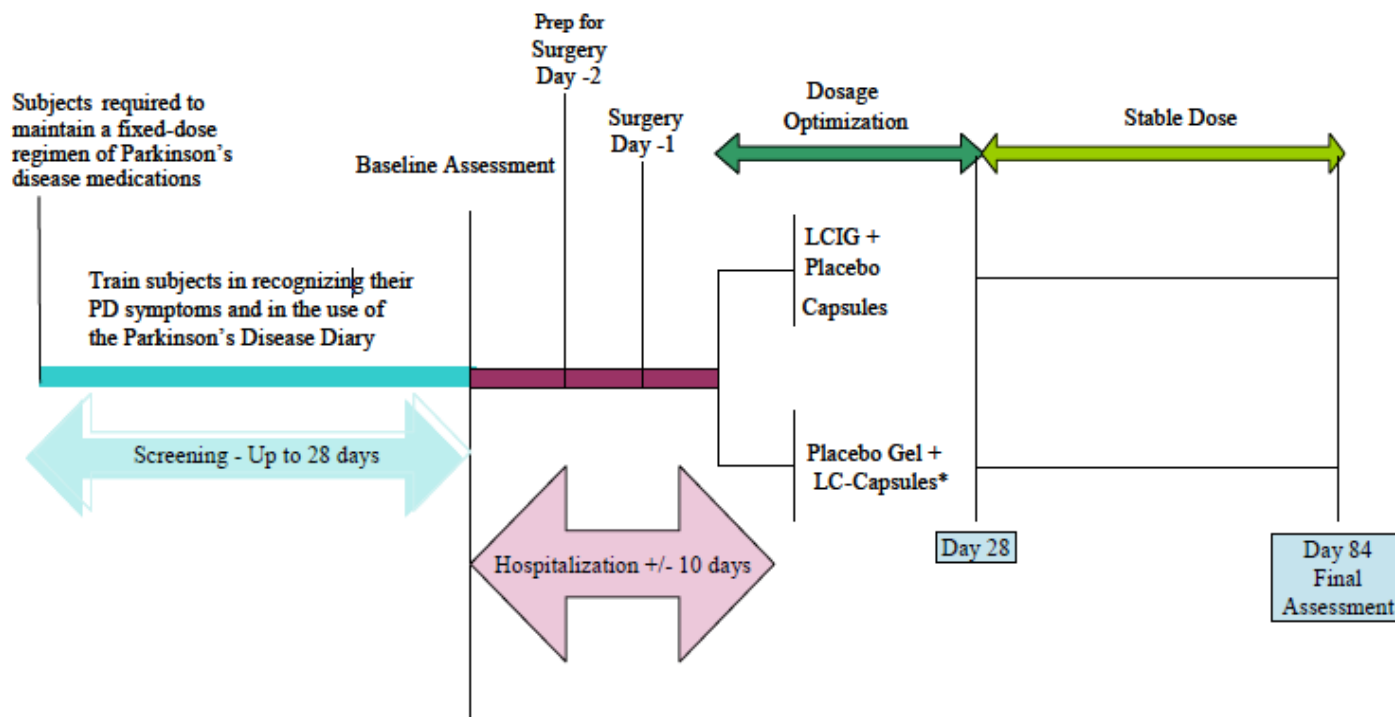 Prep for
Surgery
Day -2
Subjects required to
maintain a fixed-dose
regimen of Parkinson's
disease medications
Surgery
Day -1
Dosage
Optimization
Stable Dose
Baseline Assessment
Train subjects in recognizing their
PD symptoms and in the use of
the Parkinson's Disease Diary
LCIG +
Placebo
Capsules
Screening - Up to 28 days
Placebo Gel +
LC-Capsules*
Hospitalization +/- 10 days
Day 28
Day 84
Final
Assessment